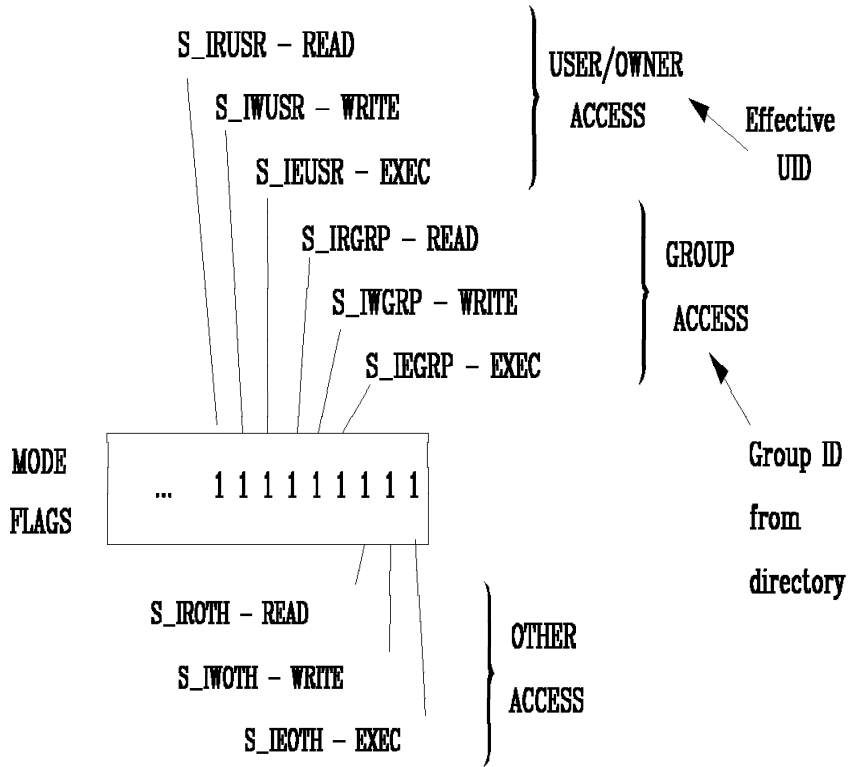 S_IRUSR - READ
S_IWUSR - WRITE
S_IEUSR - EXEC
USER/OWNER
ACCESS
Effective
UID
S_IRGRP - READ
S_IWGRP - WRITE
S_IEGRP - EXEC
GROUP
ACCESS
Group ID
from
directory
MODE
FLAGS
... 1 1 1 1 1 1 1 1 1
S_IROTH - READ
S_IWOTH - WRITE
S_IEOTH - EXEC
OTHER
ACCESS